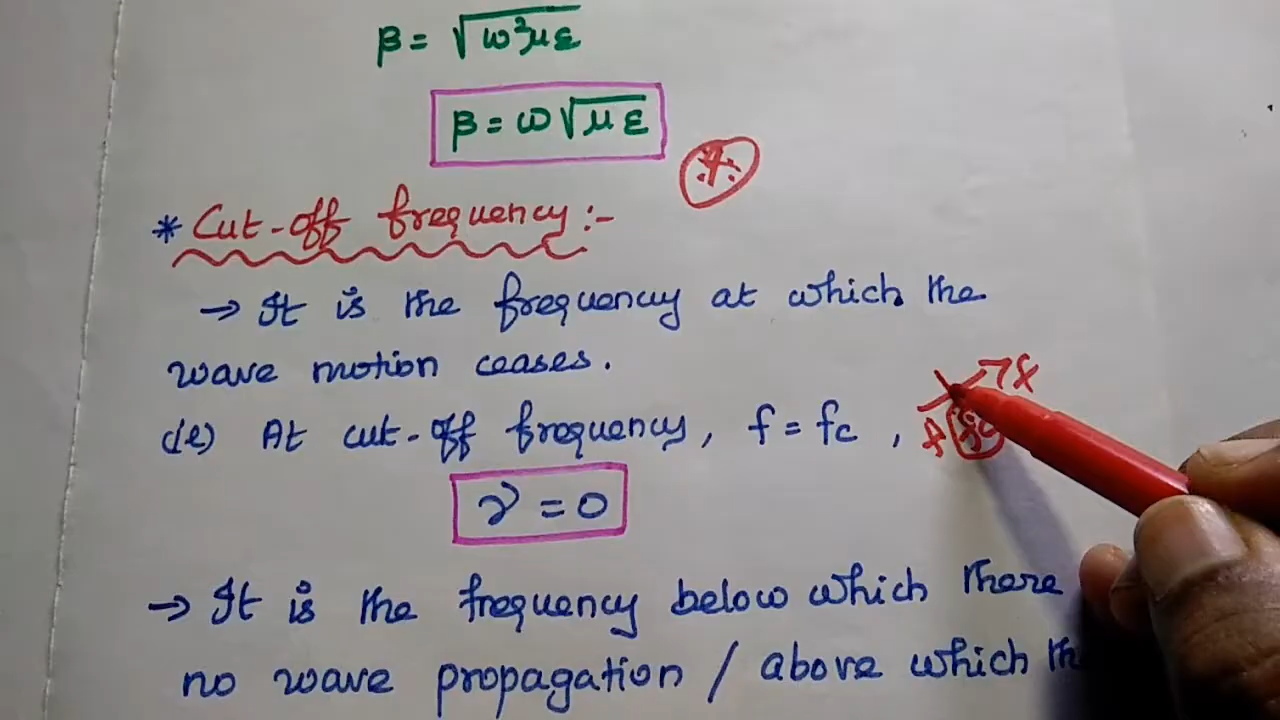 β = √ω²με
β = ω√με
* Cut-off frequency :-
→ It is the frequency at which the
wave motion ceases.
(ie) At cut-off frequency, f = fc ,
γ = 0
→ It is the frequency below which there
no wave propagation / above which